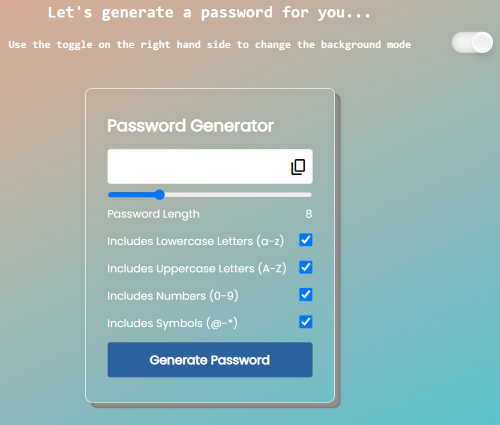 Let's generate a password for you...
Use the toggle on the right hand side to change the background mode
Password Generator
Password Length 8
Includes Lowercase Letters (a-z)
Includes Uppercase Letters (A-Z)
Includes Numbers (0-9)
Includes Symbols (@-*)
Generate Password